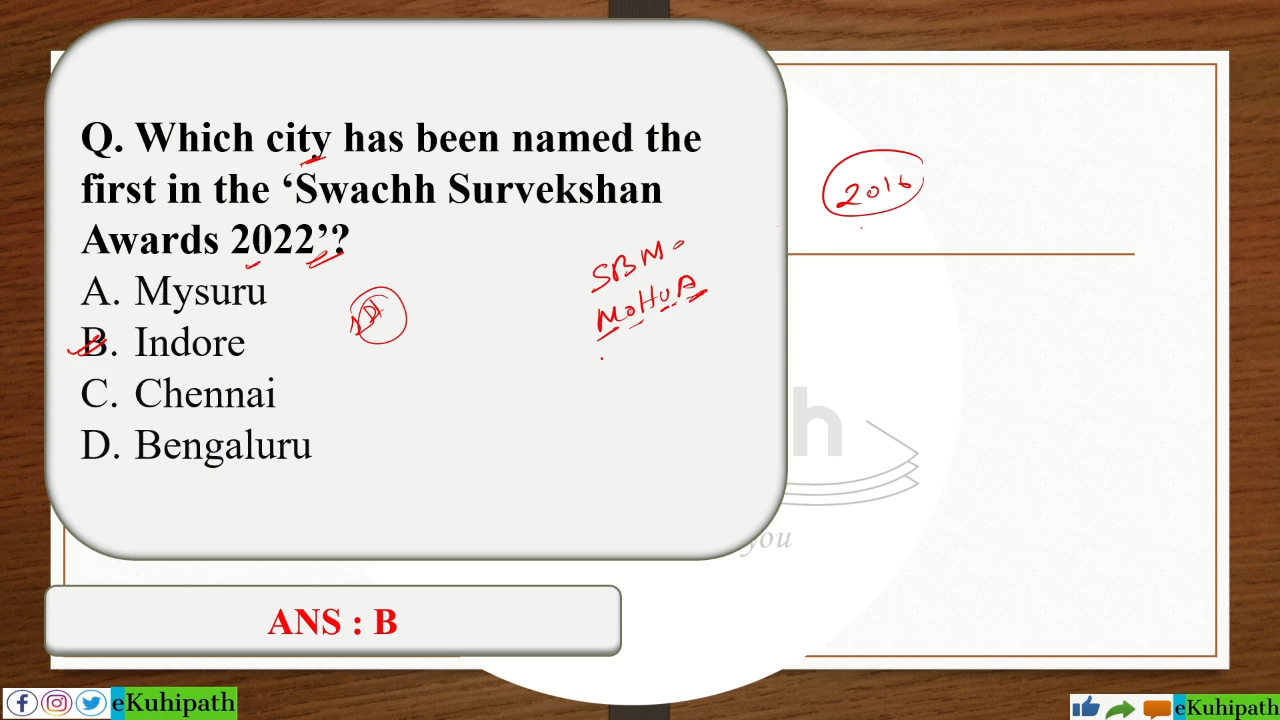 Q. Which city has been named the
first in the ‘Swachh Survekshan
Awards 2022’?
A. Mysuru
B. Indore
C. Chennai
D. Bengaluru
2016
SBM
MoHUA
h
you
ANS : B
eKuhipath
eKuhipath